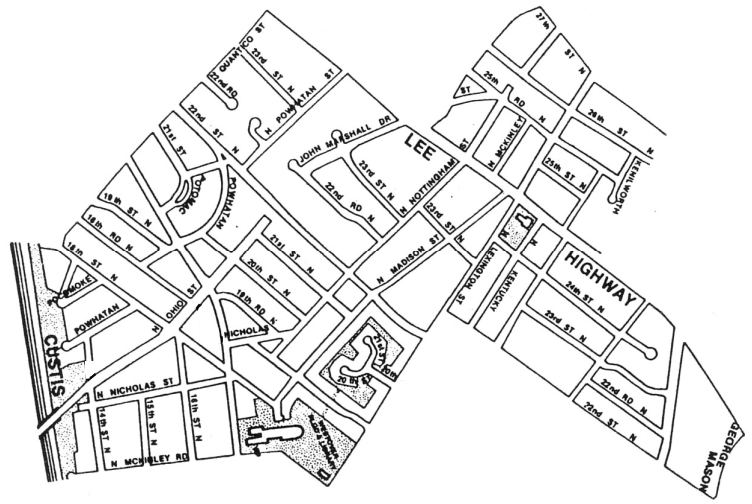 27th
ST N
QUANTICO ST
23rd
ST N
22nd RD
N POWHATAN ST
22nd ST N
25th
RD N
ST
26th
ST N
JOHN MARSHALL DR
LEE
ST
N MCKINLEY
25th ST N
KENILWORTH
21st ST
23rd ST N
N NOTTINGHAM
22nd RD N
POWHATAN
19th ST N
18th RD N
18th ST N
23rd ST N
N MADISON ST
21st ST N
20th ST N
19th RD N
N
N
LEXINGTON ST
KENTUCKY
HIGHWAY
24th ST N
23rd ST N
POCOMOKE
POWHATAN
N OHIO ST
NICHOLAS
CUSTIS
21st ST
20th ST
20th
22nd RD N
22nd ST N
N NICHOLAS ST
14th ST N
15th ST N
16th ST N
N MCKINLEY RD
GEORGE MASON